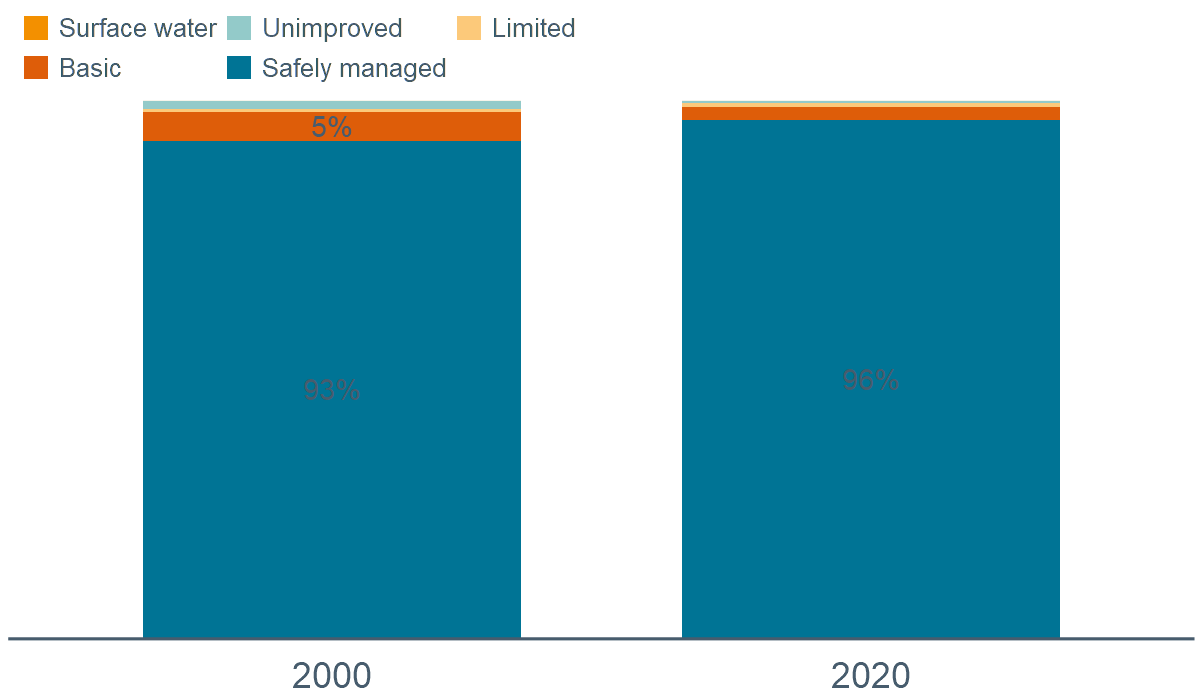 Surface water Unimproved Limited
Basic Safely managed
5%
93%
96%
2000 2020